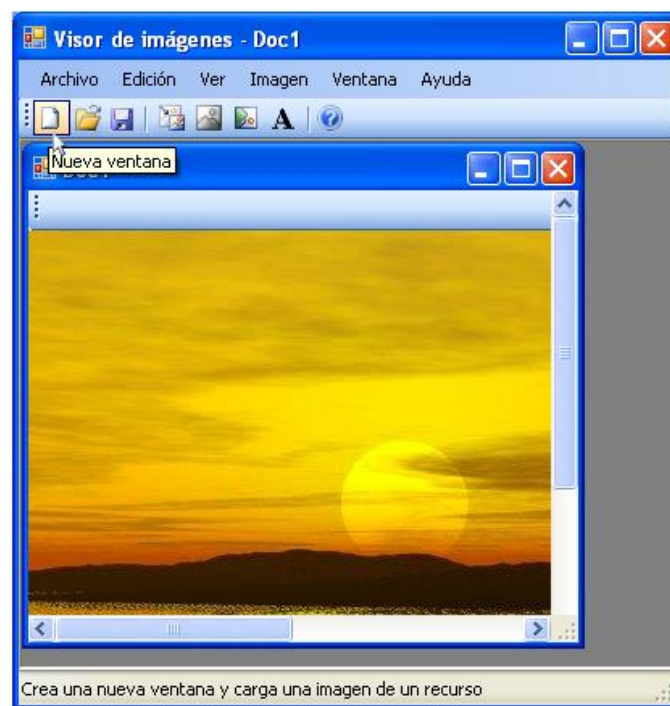 Visor de imágenes - Doc1
Archivo Edición Ver Imagen Ventana Ayuda
A
Nueva ventana
Crea una nueva ventana y carga una imagen de un recurso